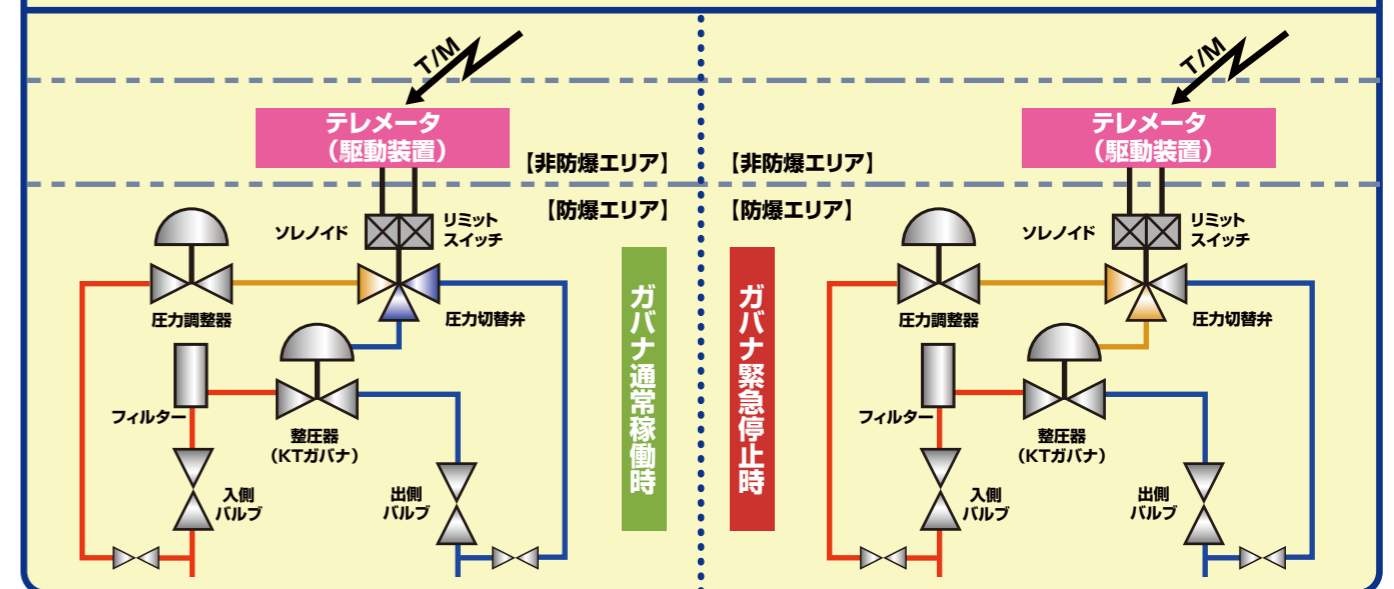 T/M
テレメータ
（駆動装置）
【非防爆エリア】
【防爆エリア】
ソレノイド
リミット
スイッチ
圧力調整器
圧力切替弁
フィルター
整圧器
（KTガバナ）
入側
バルブ
出側
バルブ
ガバナ通常稼働時
T/M
テレメータ
（駆動装置）
【非防爆エリア】
【防爆エリア】
ソレノイド
リミット
スイッチ
圧力調整器
圧力切替弁
フィルター
整圧器
（KTガバナ）
入側
バルブ
出側
バルブ
ガバナ緊急停止時